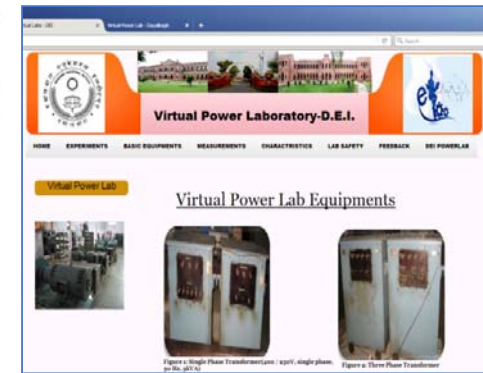 Virtual Power Lab - Dayalbagh
Search
Virtual Power Laboratory-D.E.I.
HOME EXPERIMENTS BASIC EQUIPMENTS MEASUREMENTS CHARACTRISTICS LAB SAFETY FEEDBACK DEI POWERLAB
Virtual Power Lab
Virtual Power Lab Equipments
Figure 1: Single Phase Transformer(400 / 230V, single phase,
50 Hz, 5kVA)
Figure 2: Three Phase Transformer